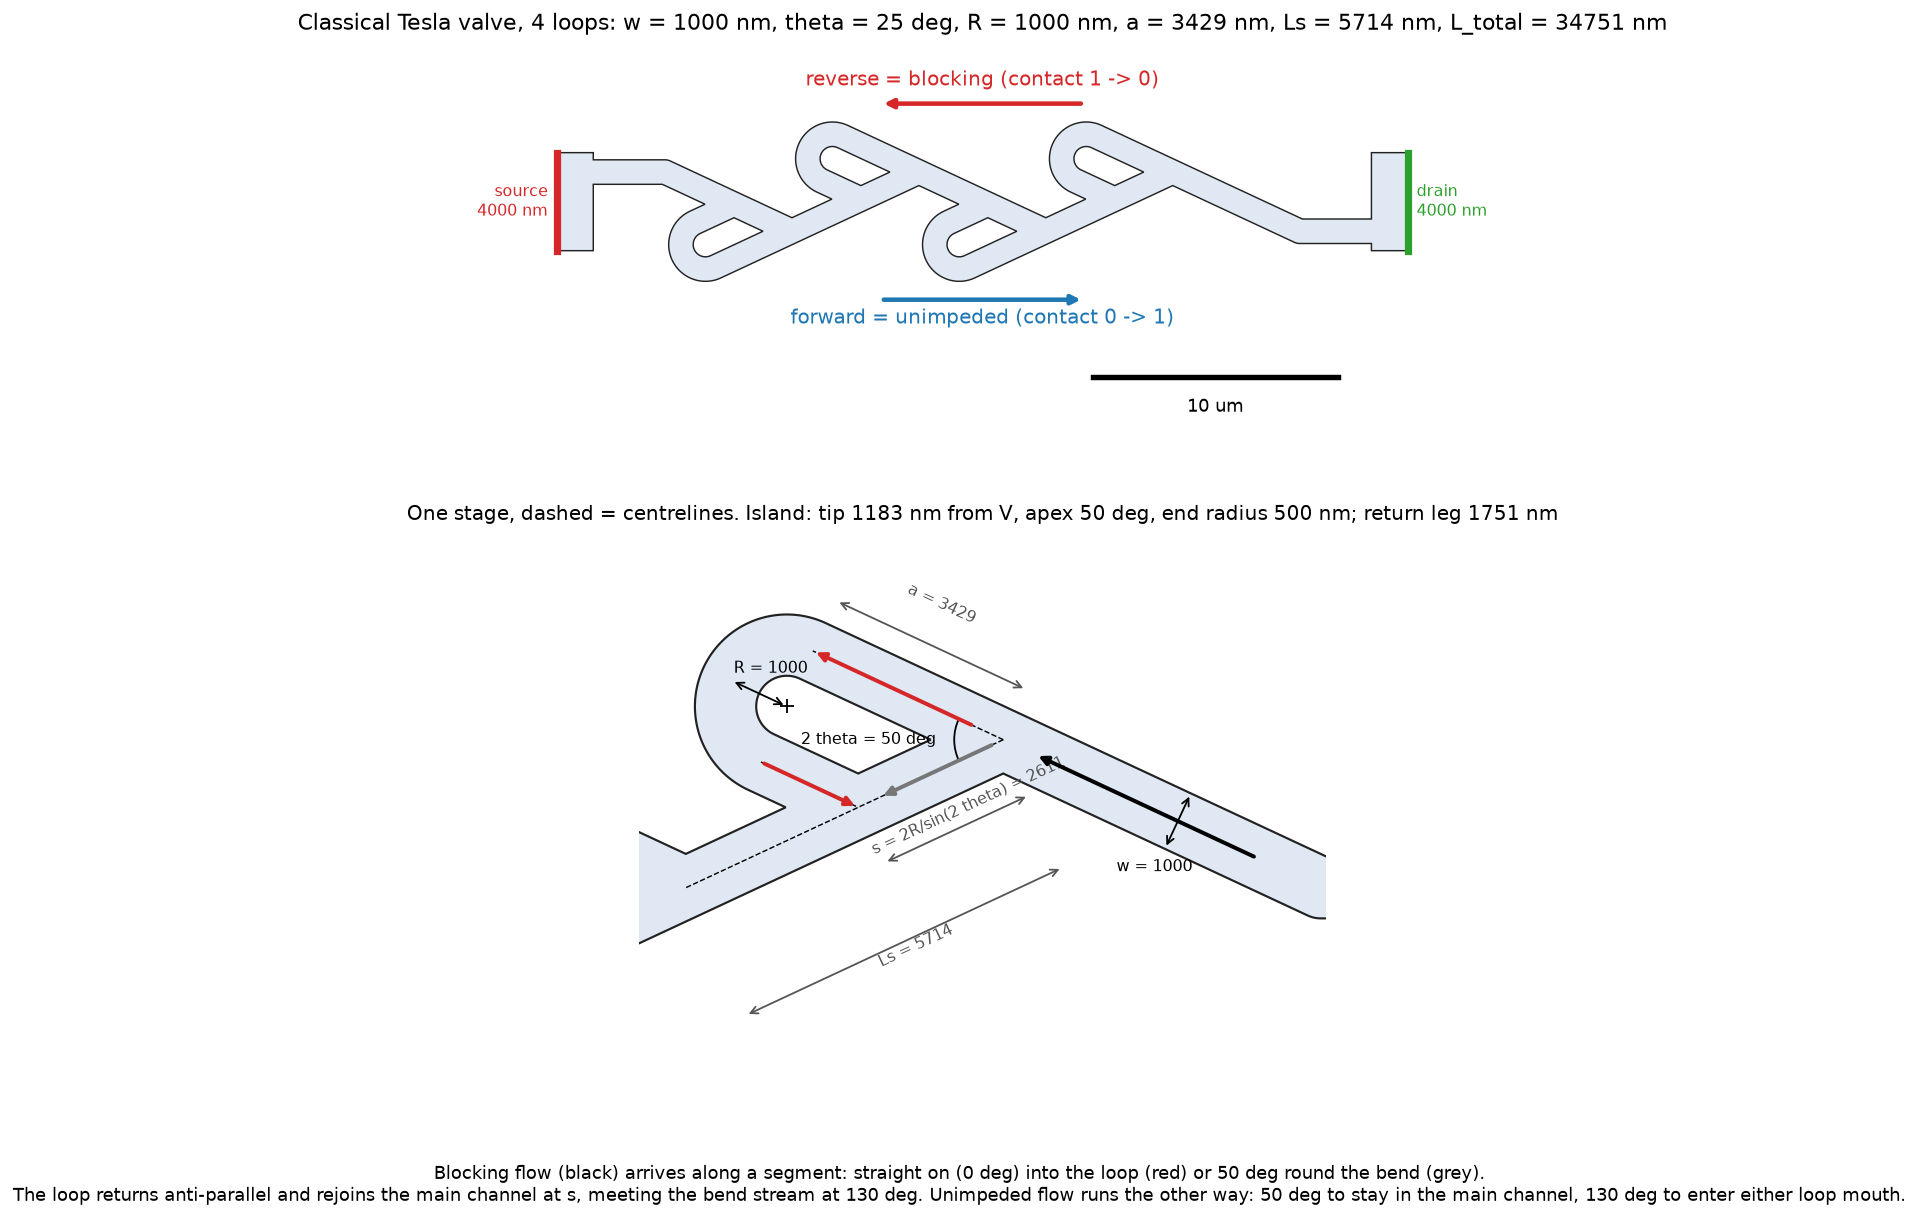 Classical Tesla valve, 4 loops: w = 1000 nm, theta = 25 deg, R = 1000 nm, a = 3429 nm, Ls = 5714 nm, L_total = 34751 nm
reverse = blocking (contact 1 -> 0)
source
4000 nm
drain
4000 nm
forward = unimpeded (contact 0 -> 1)
10 um
One stage, dashed = centrelines. Island: tip 1183 nm from V, apex 50 deg, end radius 500 nm; return leg 1751 nm
a = 3429
R = 1000
2 theta = 50 deg
s = 2R/sin(2 theta) = 2611
w = 1000
Ls = 5714
Blocking flow (black) arrives along a segment: straight on (0 deg) into the loop (red) or 50 deg round the bend (grey).
The loop returns anti-parallel and rejoins the main channel at s, meeting the bend stream at 130 deg. Unimpeded flow runs the other way: 50 deg to stay in the main channel, 130 deg to enter either loop mouth.